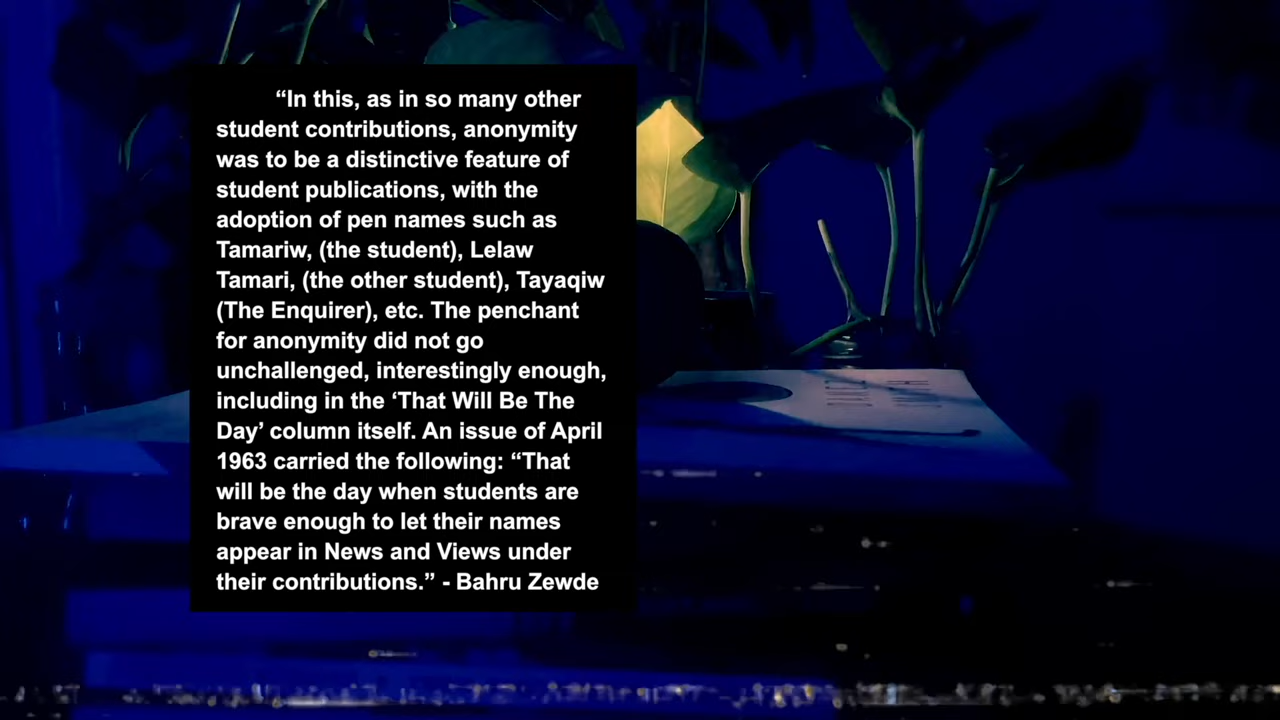 “In this, as in so many other
student contributions, anonymity
was to be a distinctive feature of
student publications, with the
adoption of pen names such as
Tamariw, (the student), Lelaw
Tamari, (the other student), Tayaqiw
(The Enquirer), etc. The penchant
for anonymity did not go
unchallenged, interestingly enough,
including in the ‘That Will Be The
Day’ column itself. An issue of April
1963 carried the following: “That
will be the day when students are
brave enough to let their names
appear in News and Views under
their contributions.” - Bahru Zewde